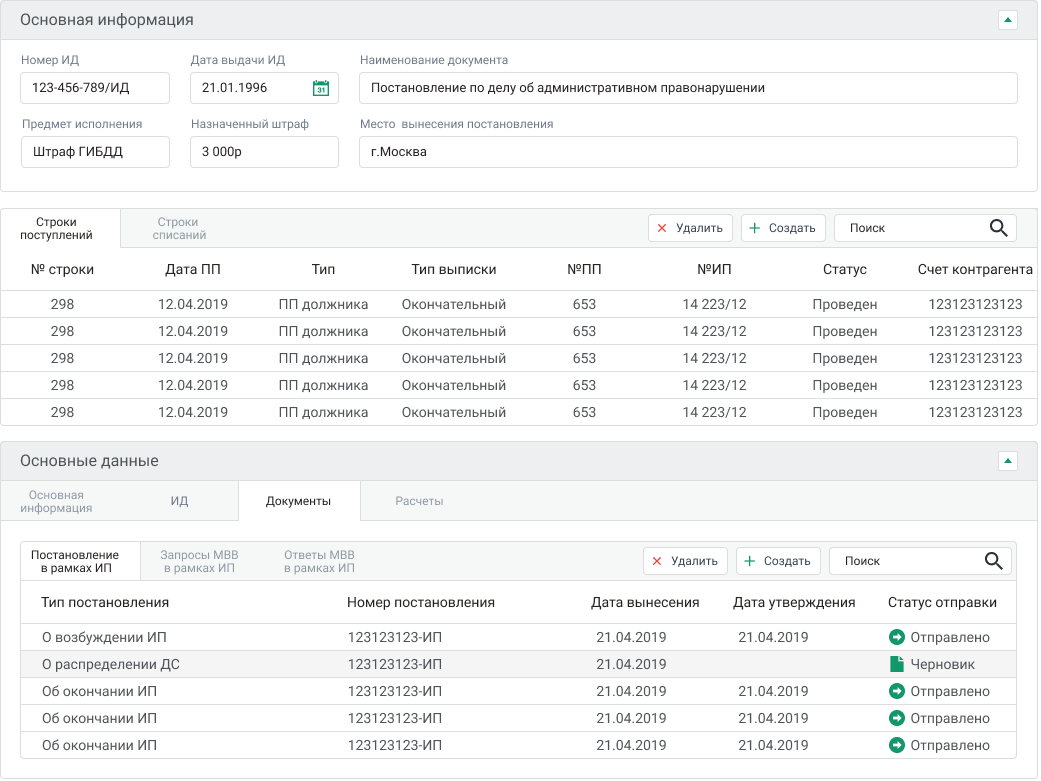 Основная информация
Номер ИД Дата выдачи ИД Наименование документа
123-456-789/ИД 21.01.1996 31 Постановление по делу об административном правонарушении
Предмет исполнения Назначенный штраф Место вынесения постановления
Штраф ГИБДД 3 000р г.Москва
Строки поступлений Строки списаний Удалить Создать Поиск
№ строки Дата ПП Тип Тип выписки №ПП №ИП Статус Счет контрагента
298 12.04.2019 ПП должника Окончательный 653 14 223/12 Проведен 123123123123
298 12.04.2019 ПП должника Окончательный 653 14 223/12 Проведен 123123123123
298 12.04.2019 ПП должника Окончательный 653 14 223/12 Проведен 123123123123
298 12.04.2019 ПП должника Окончательный 653 14 223/12 Проведен 123123123123
298 12.04.2019 ПП должника Окончательный 653 14 223/12 Проведен 123123123123
Основные данные
Основная информация ИД Документы Расчеты
Постановление в рамках ИП Запросы МВВ в рамках ИП Ответы МВВ в рамках ИП Удалить Создать Поиск
Тип постановления Номер постановления Дата вынесения Дата утверждения Статус отправки
О возбуждении ИП 123123123-ИП 21.04.2019 21.04.2019 Отправлено
О распределении ДС 123123123-ИП 21.04.2019 Черновик
Об окончании ИП 123123123-ИП 21.04.2019 21.04.2019 Отправлено
Об окончании ИП 123123123-ИП 21.04.2019 21.04.2019 Отправлено
Об окончании ИП 123123123-ИП 21.04.2019 21.04.2019 Отправлено